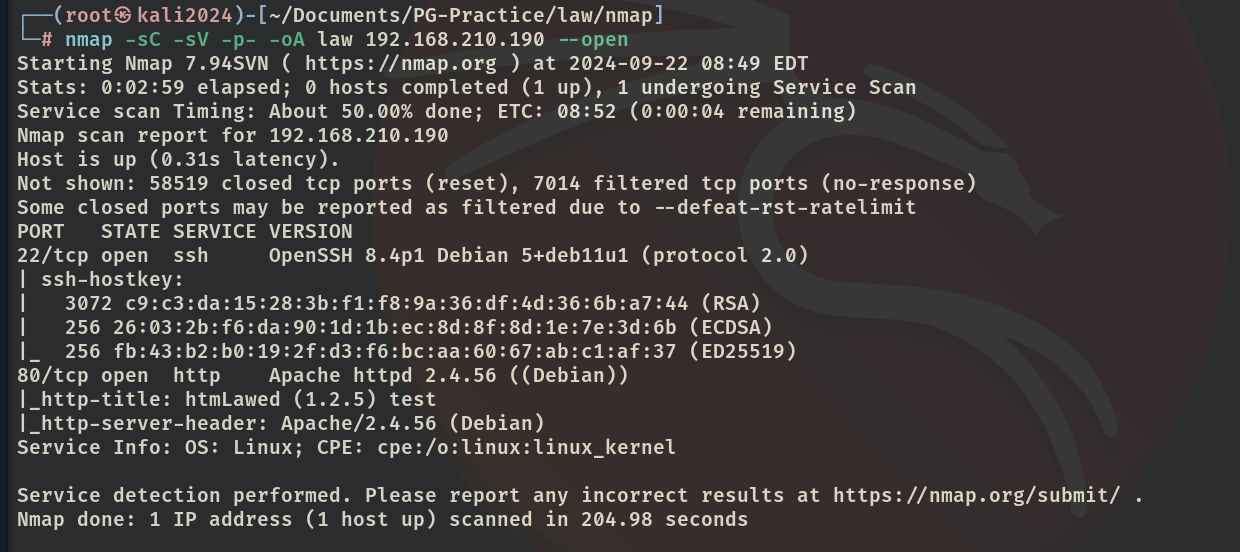 ┌──(root㉿kali2024)-[~/Documents/PG-Practice/law/nmap]
└─# nmap -sC -sV -p- -oA law 192.168.210.190 --open
Starting Nmap 7.94SVN ( https://nmap.org ) at 2024-09-22 08:49 EDT
Stats: 0:02:59 elapsed; 0 hosts completed (1 up), 1 undergoing Service Scan
Service scan Timing: About 50.00% done; ETC: 08:52 (0:00:04 remaining)
Nmap scan report for 192.168.210.190
Host is up (0.31s latency).
Not shown: 58519 closed tcp ports (reset), 7014 filtered tcp ports (no-response)
Some closed ports may be reported as filtered due to --defeat-rst-ratelimit
PORT   STATE SERVICE VERSION
22/tcp open  ssh     OpenSSH 8.4p1 Debian 5+deb11u1 (protocol 2.0)
| ssh-hostkey:
|   3072 c9:c3:da:15:28:3b:f1:f8:9a:36:df:4d:36:6b:a7:44 (RSA)
|   256 26:03:2b:f6:da:90:1d:1b:ec:8d:8f:8d:1e:7e:3d:6b (ECDSA)
|_  256 fb:43:b2:b0:19:2f:d3:f6:bc:aa:60:67:ab:c1:af:37 (ED25519)
80/tcp open  http    Apache httpd 2.4.56 ((Debian))
|_http-title: htmLawed (1.2.5) test
|_http-server-header: Apache/2.4.56 (Debian)
Service Info: OS: Linux; CPE: cpe:/o:linux:linux_kernel
Service detection performed. Please report any incorrect results at https://nmap.org/submit/ .
Nmap done: 1 IP address (1 host up) scanned in 204.98 seconds